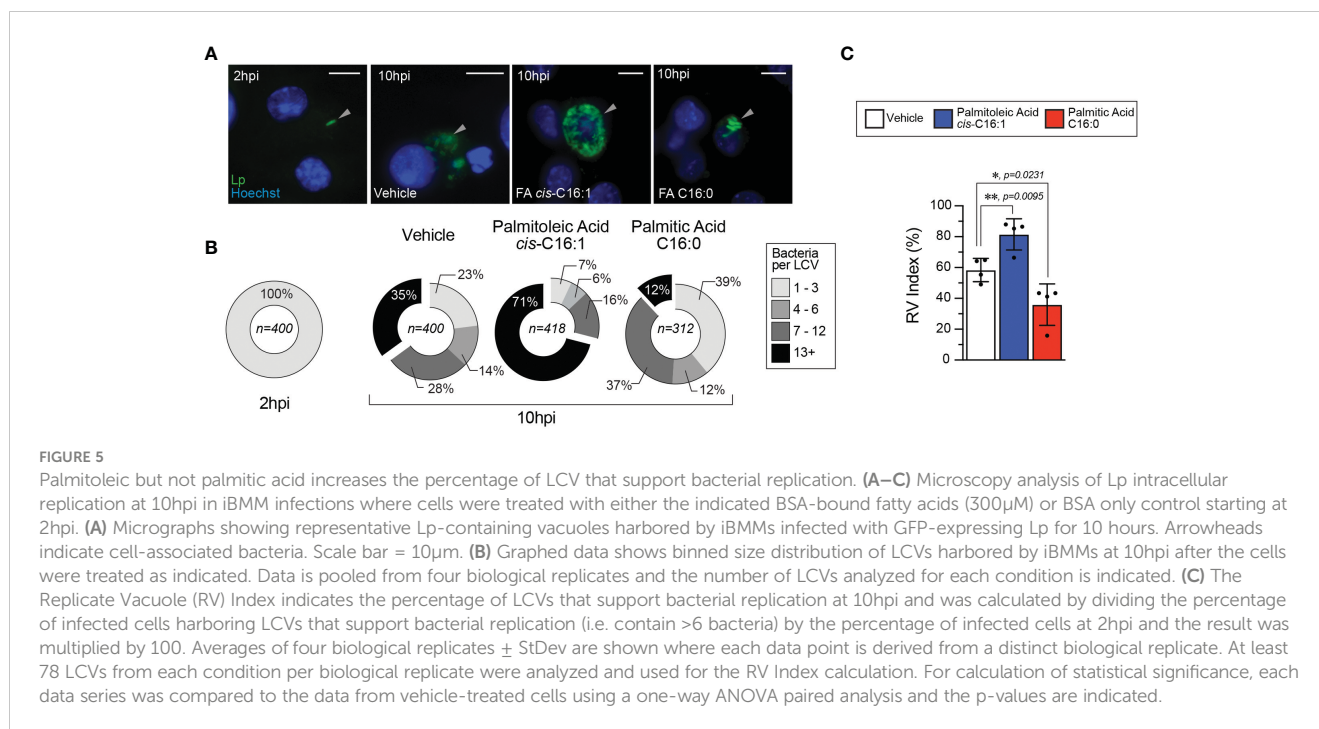 A
2hpi
Lp
Hoechst
10hpi
Vehicle
10hpi
FA cis-C16:1
10hpi
FA C16:0
B
100%
n=400
2hpi
Vehicle
23%
35%
n=400
14%
28%
Palmitoleic Acid
cis-C16:1
7%
6%
16%
71%
n=418
Palmitic Acid
C16:0
12%
39%
n=312
37%
12%
10hpi
Bacteria
per LCV
1 - 3
4 - 6
7 - 12
13+
C
Vehicle
Palmitoleic Acid
cis-C16:1
Palmitic Acid
C16:0
*, p=0.0231
**, p=0.0095
RV Index (%)
100
80
60
40
20
0
FIGURE 5
Palmitoleic but not palmitic acid increases the percentage of LCV that support bacterial replication. (A–C) Microscopy analysis of Lp intracellular
replication at 10hpi in iBMM infections where cells were treated with either the indicated BSA-bound fatty acids (300µM) or BSA only control starting at
2hpi. (A) Micrographs showing representative Lp-containing vacuoles harbored by iBMMs infected with GFP-expressing Lp for 10 hours. Arrowheads
indicate cell-associated bacteria. Scale bar = 10µm. (B) Graphed data shows binned size distribution of LCVs harbored by iBMMs at 10hpi after the cells
were treated as indicated. Data is pooled from four biological replicates and the number of LCVs analyzed for each condition is indicated. (C) The
Replicate Vacuole (RV) Index indicates the percentage of LCVs that support bacterial replication at 10hpi and was calculated by dividing the percentage
of infected cells harboring LCVs that support bacterial replication (i.e. contain >6 bacteria) by the percentage of infected cells at 2hpi and the result was
multiplied by 100. Averages of four biological replicates ± StDev are shown where each data point is derived from a distinct biological replicate. At least
78 LCVs from each condition per biological replicate were analyzed and used for the RV Index calculation. For calculation of statistical significance, each
data series was compared to the data from vehicle-treated cells using a one-way ANOVA paired analysis and the p-values are indicated.